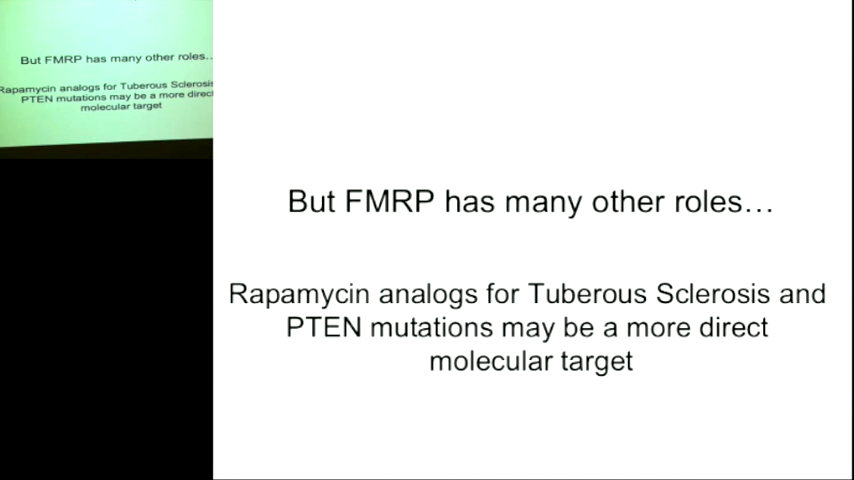 But FMRP has many other roles..
Rapamycin analogs for Tuberous Sclerosis
PTEN mutations may be a more direct
molecular target
But FMRP has many other roles…
Rapamycin analogs for Tuberous Sclerosis and
PTEN mutations may be a more direct
molecular target